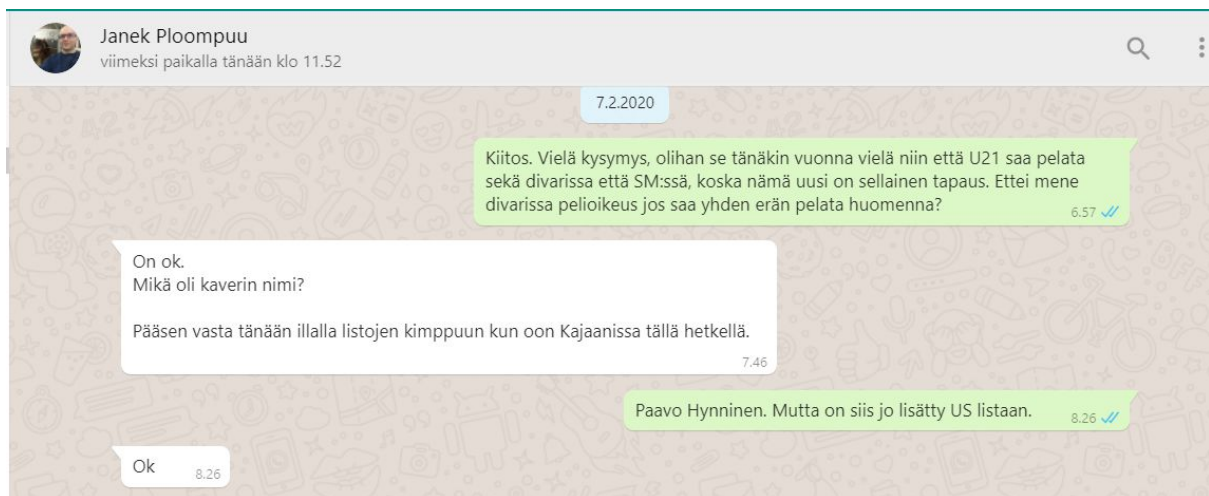 Janek Ploompuu
viimeksi paikalla tänään klo 11.52
7.2.2020
Kiitos. Vielä kysymys, olihan se tänäkin vuonna vielä niin että U21 saa pelata
sekä divarissa että SM:ssä, koska nämä uusi on sellainen tapaus. Ettei mene
divarissa pelioikeus jos saa yhden erän pelata huomenna?
6.57
On ok.
Mikä oli kaverin nimi?
Pääsen vasta tänään illalla listojen kimppuun kun oon Kajaanissa tällä hetkellä.
7.46
Paavo Hynninen. Mutta on siis jo lisätty US listaan.
8.26
Ok
8.26